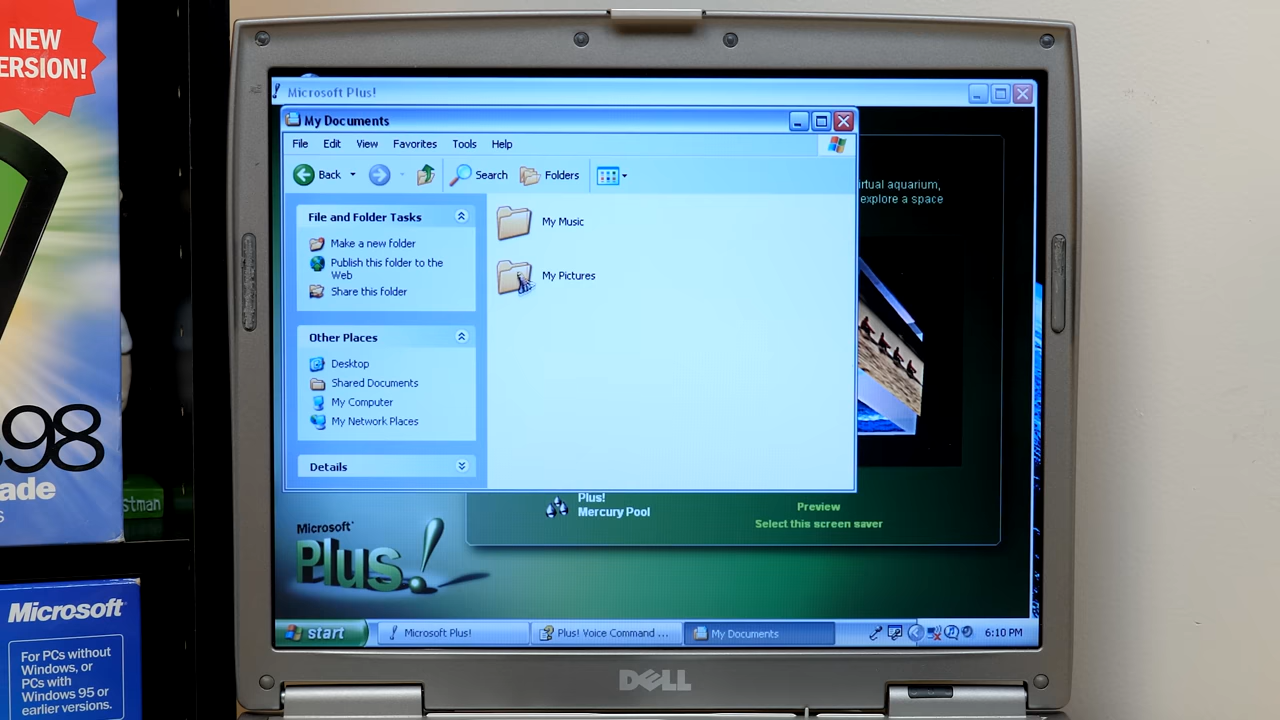 NEW
ERSION!
98
ade
s
stman
Microsoft
For PCs without
Windows, or
PCs with
Windows 95 or
earlier versions.
Microsoft Plus!
My Documents
File Edit View Favorites Tools Help
Back Search Folders
File and Folder Tasks
Make a new folder
Publish this folder to the
Web
Share this folder
Other Places
Desktop
Shared Documents
My Computer
My Network Places
Details
My Music
My Pictures
irtual aquarium,
explore a space
Plus!
Mercury Pool
Preview
Select this screen saver
Microsoft
Plus!
start Microsoft Plus! Plus! Voice Command ... My Documents 6:10 PM
DELL